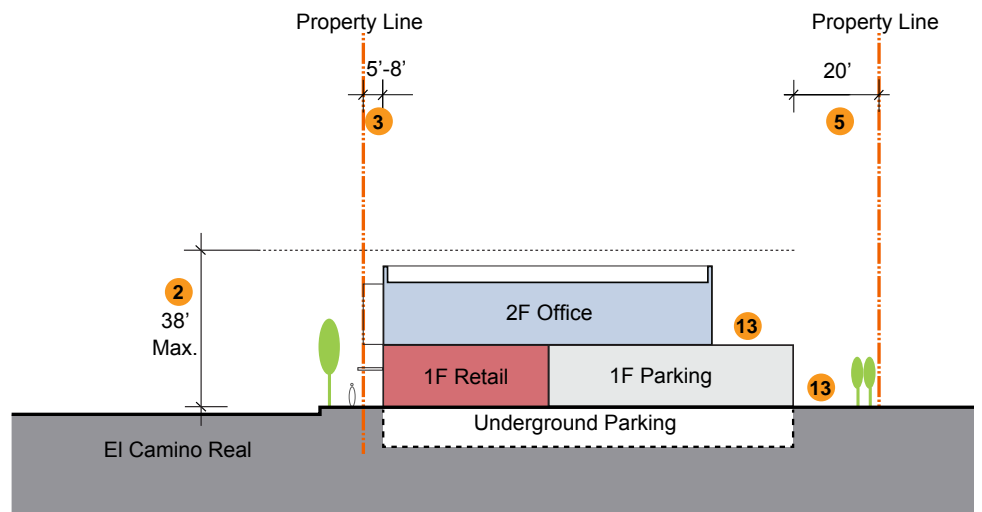 Property Line
Property Line
5'-8'
20'
3
5
2
38'
Max.
2F Office
13
1F Retail
1F Parking
13
Underground Parking
El Camino Real